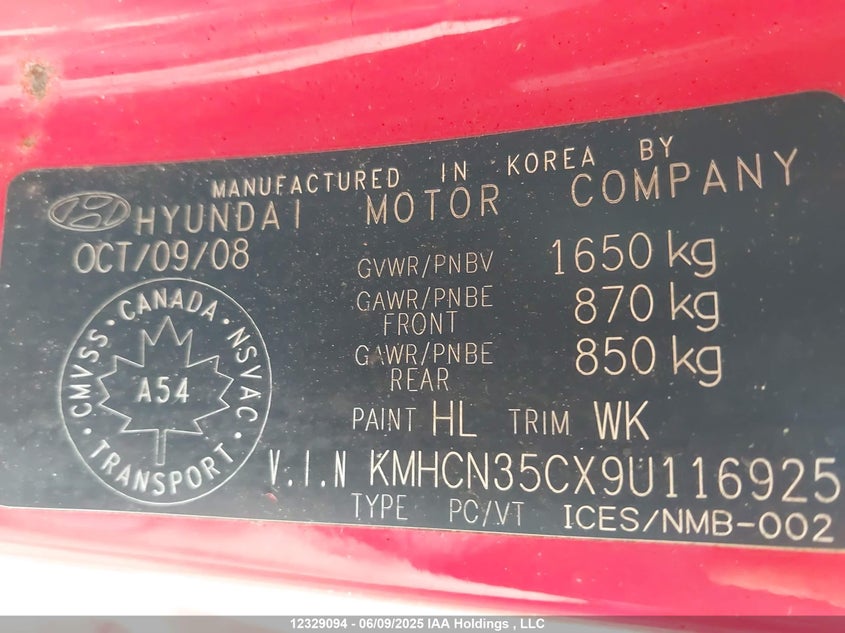 MANUFACTURED IN KOREA BY
HYUNDAI MOTOR COMPANY
OCT/09/08
GVWR/PNBV 1650 kg
GAWR/PNBE FRONT 870 kg
GAWR/PNBE REAR 850 kg
CMVSS · CANADA · NSVAC · TRANSPORT ·
A54
PAINT HL TRIM WK
V.I.N KMHCN35CX9U116925
TYPE PC/VT ICES/NMB-002
12329094 - 06/09/2025 IAA Holdings , LLC